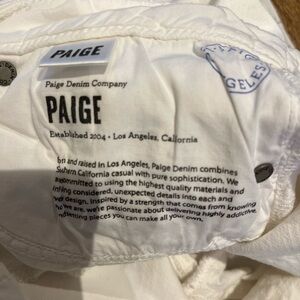 PAIGE
Paige Denim Company
PAIGE
Established 2004 • Los Angeles, California
and raised in Los Angeles, Paige Denim combines
California casual with pure sophistication. We
committed to using the highest quality materials and
considered, unexpected details into each and
design. Inspired by a strength that comes from knowing
we are, we're passionate about delivering highly addictive,
pieces you can make all your own.